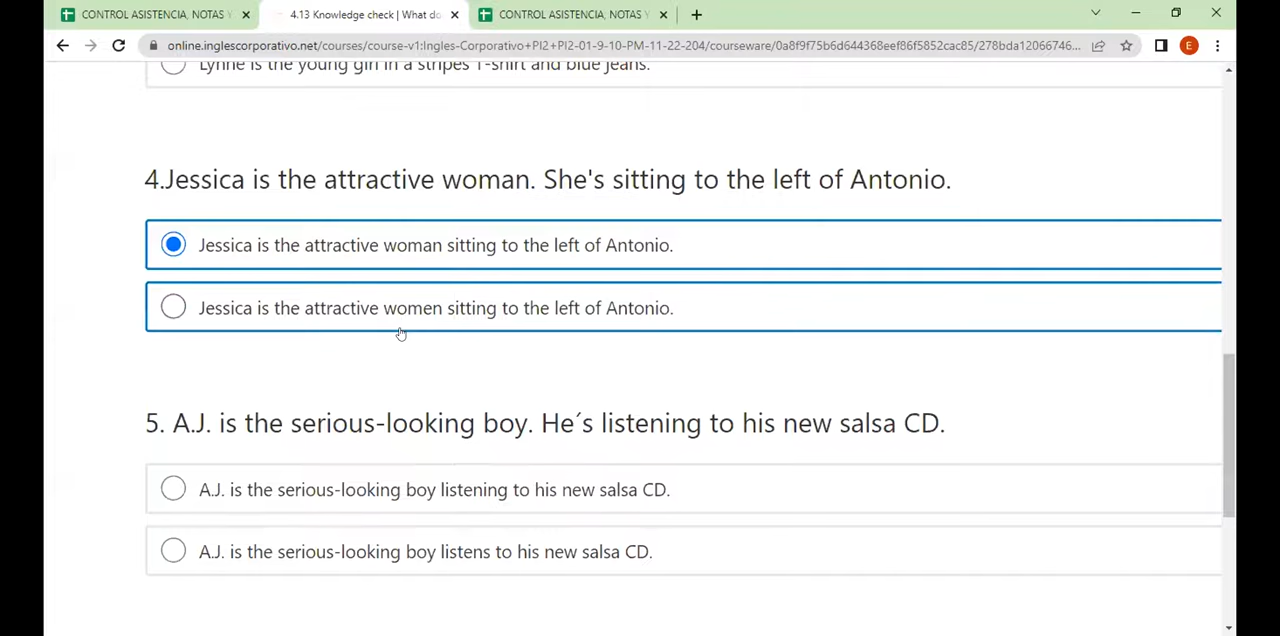 CONTROL ASISTENCIA, NOTAS Y
4.13 Knowledge check | What do
CONTROL ASISTENCIA, NOTAS Y
online.inglescorporativo.net/courses/course-v1:Ingles-Corporativo+PI2+PI2-01-9-10-PM-11-22-204/courseware/0a8f9f75b6d644368eef86f5852cac85/278bda12066746...
E
Lynne is the young girl in a stripes T-shirt and blue jeans.
4.Jessica is the attractive woman. She's sitting to the left of Antonio.
Jessica is the attractive woman sitting to the left of Antonio.
Jessica is the attractive women sitting to the left of Antonio.
5. A.J. is the serious-looking boy. He´s listening to his new salsa CD.
A.J. is the serious-looking boy listening to his new salsa CD.
A.J. is the serious-looking boy listens to his new salsa CD.